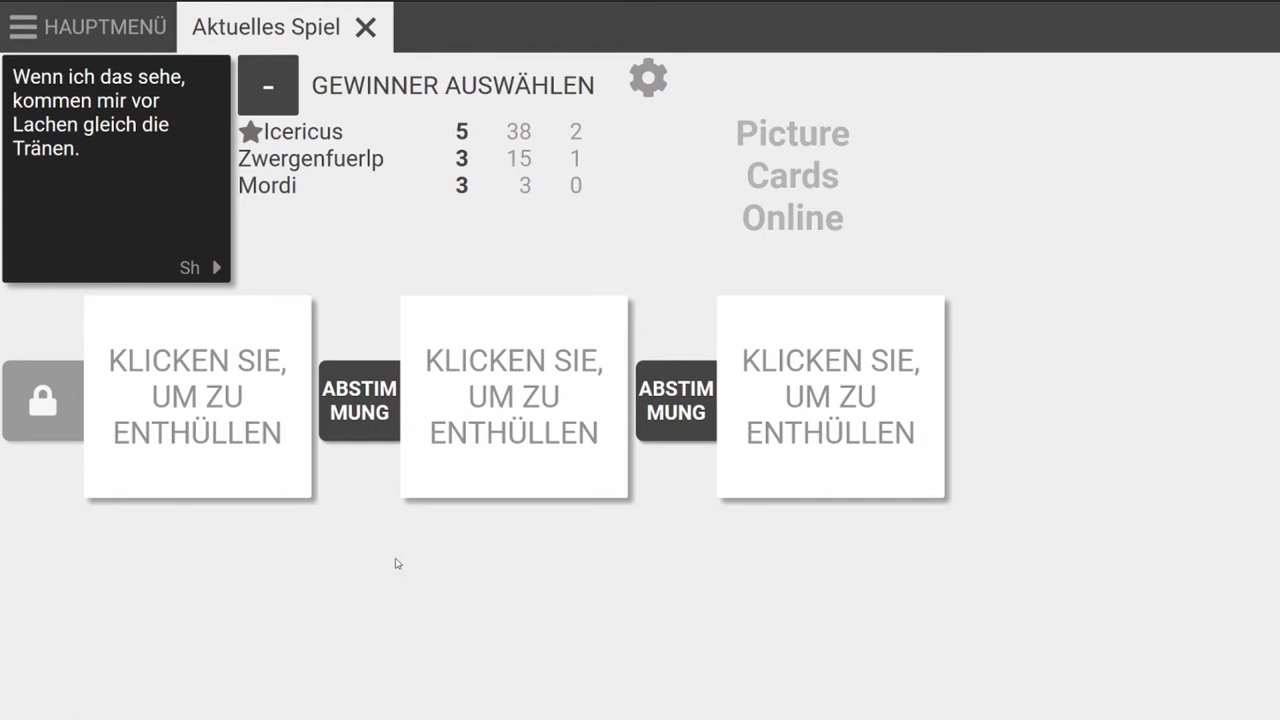 HAUPTMENÜ
Aktuelles Spiel
Wenn ich das sehe,
kommen mir vor
Lachen gleich die
Tränen.
Sh
-
GEWINNER AUSWÄHLEN
Icericus 5 38 2
Zwergenfuerlp 3 15 1
Mordi 3 3 0
Picture
Cards
Online
KLICKEN SIE,
UM ZU
ENTHÜLLEN
ABSTIM
MUNG
KLICKEN SIE,
UM ZU
ENTHÜLLEN
ABSTIM
MUNG
KLICKEN SIE,
UM ZU
ENTHÜLLEN